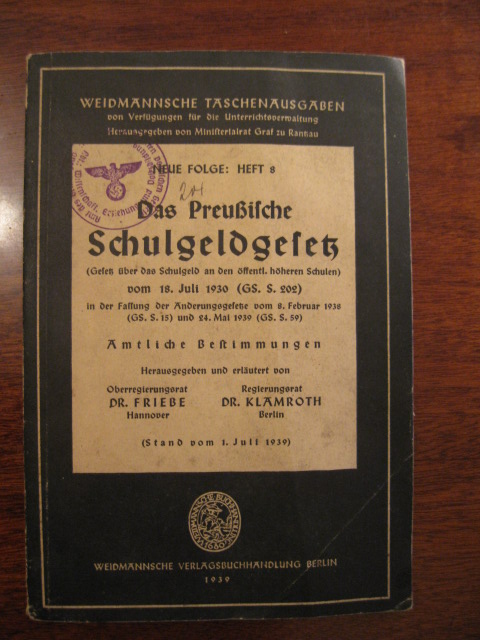 WEIDMANNSCHE TASCHENAUSGABEN
von Verfügungen für die Unterrichtsverwaltung
Herausgegeben von Ministerialrat Graf zu Rantzau
NEUE FOLGE: HEFT 8
201
Das Preußische
Schulgeldgesetz
(Gesetz über das Schulgeld an den öffentl. höheren Schulen)
vom 18. Juli 1930 (GS. S. 202)
in der Fassung der Änderungsgesetze vom 8. Februar 1938
(GS. S. 15) und 24. Mai 1939 (GS. S. 59)
Amtliche Bestimmungen
Herausgegeben und erläutert von
Oberregierungsrat
DR. FRIEBE
Hannover
Regierungsrat
DR. KLAMROTH
Berlin
(Stand vom 1. Juli 1939)
WEIDMANNSCHE VERLAGSBUCHHANDLUNG BERLIN
1939